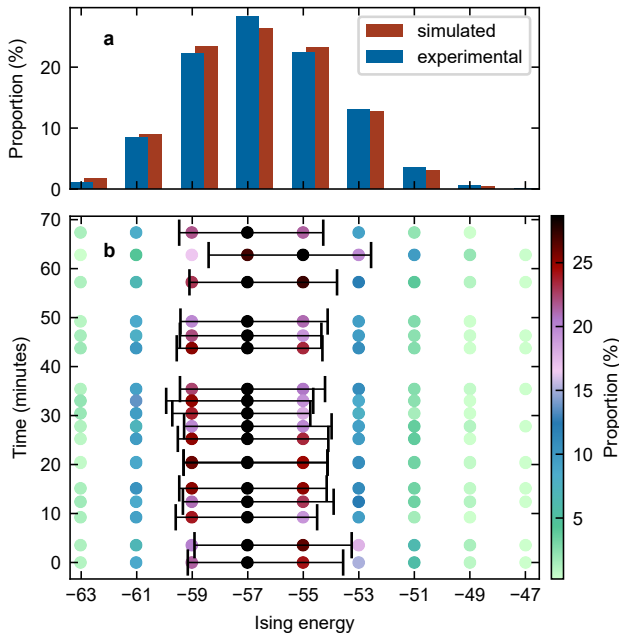 a
simulated
experimental
Proportion (%)
20
10
0
b
Time (minutes)
70
60
50
40
30
20
10
0
−63 −61 −59 −57 −55 −53 −51 −49 −47
Ising energy
25
20
15
10
5
Proportion (%)